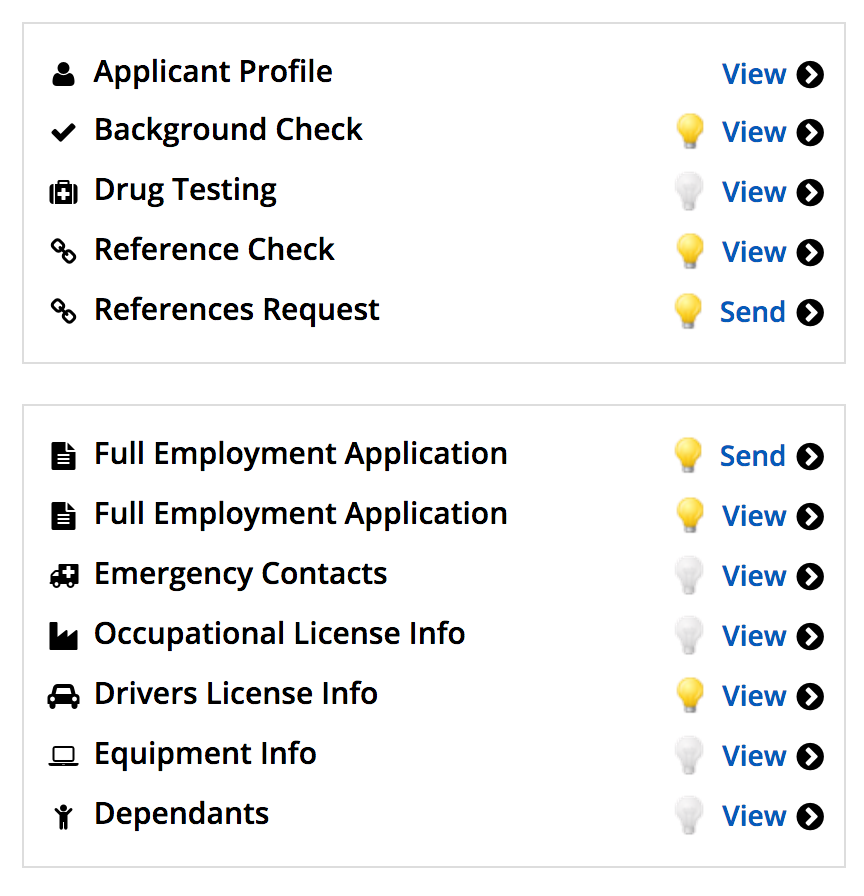 Applicant Profile View
Background Check View
Drug Testing View
Reference Check View
References Request Send
Full Employment Application Send
Full Employment Application View
Emergency Contacts View
Occupational License Info View
Drivers License Info View
Equipment Info View
Dependants View